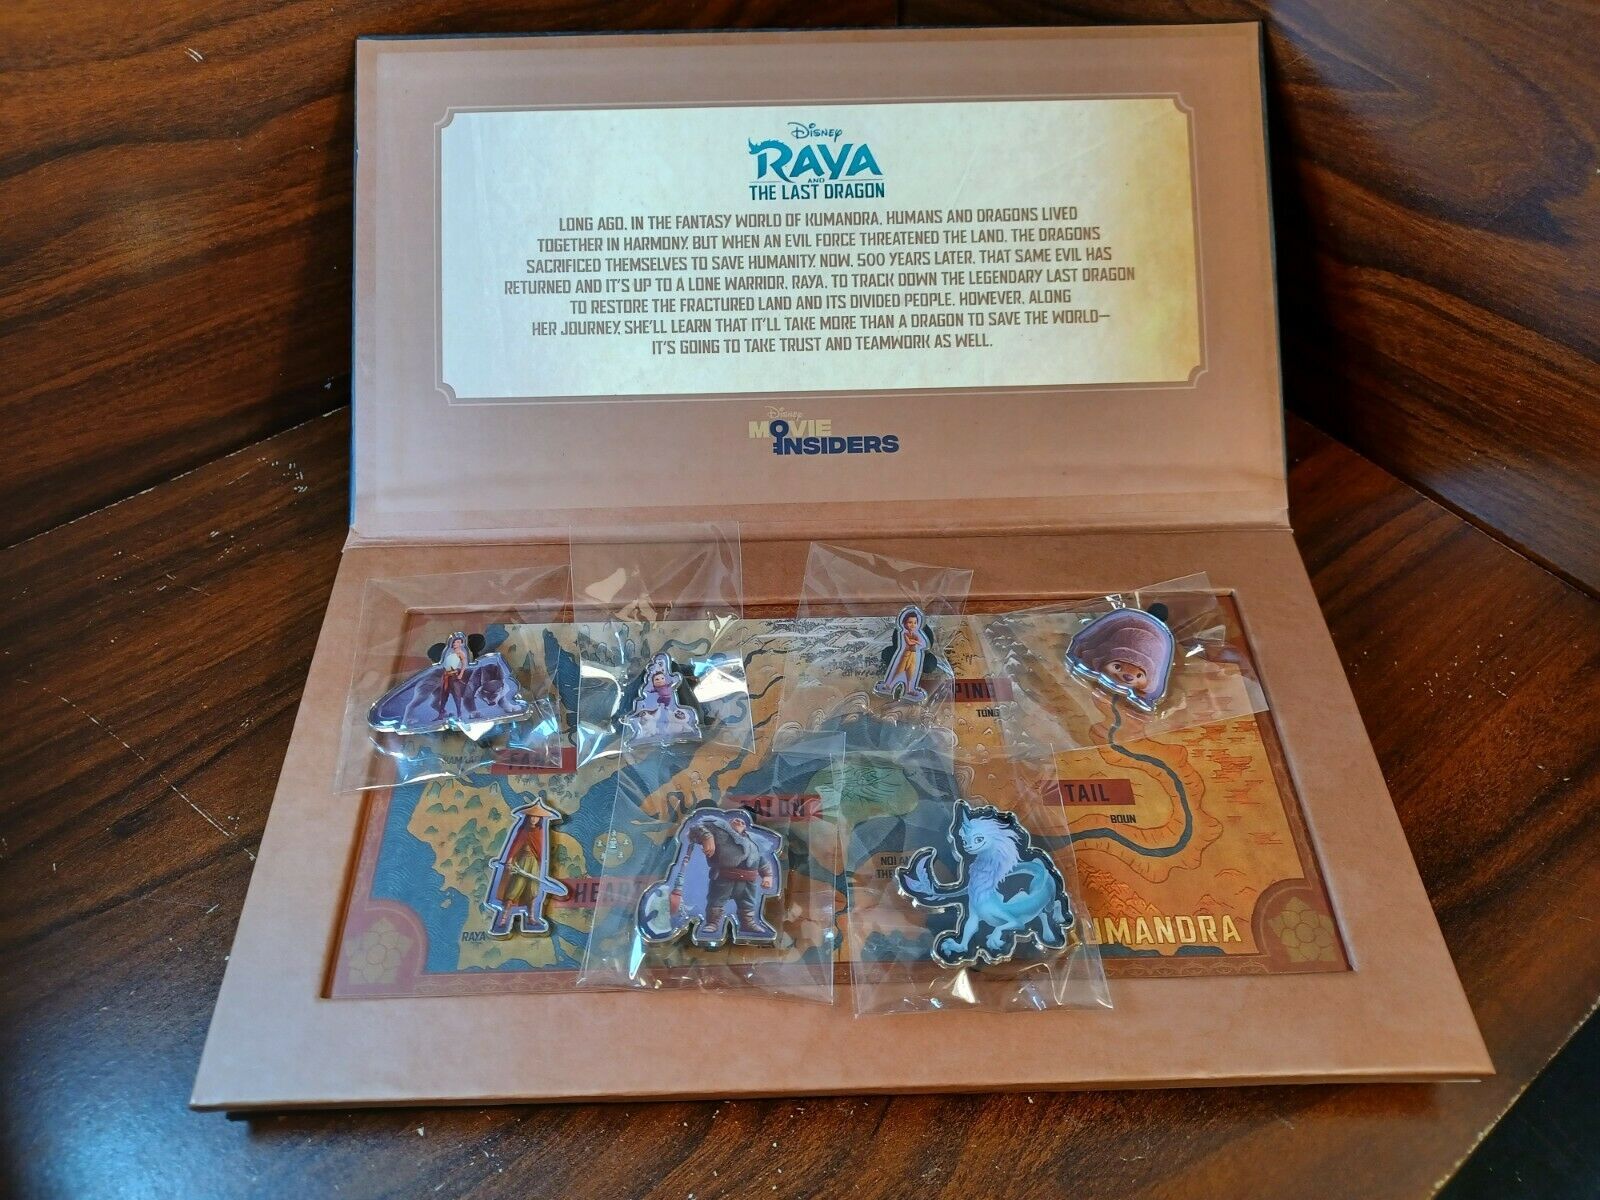 Disney
RAYA
AND
THE LAST DRAGON
LONG AGO, IN THE FANTASY WORLD OF KUMANDRA, HUMANS AND DRAGONS LIVED
TOGETHER IN HARMONY. BUT WHEN AN EVIL FORCE THREATENED THE LAND, THE DRAGONS
SACRIFICED THEMSELVES TO SAVE HUMANITY. NOW, 500 YEARS LATER, THAT SAME EVIL HAS
RETURNED AND IT'S UP TO A LONE WARRIOR, RAYA, TO TRACK DOWN THE LEGENDARY LAST DRAGON
TO RESTORE THE FRACTURED LAND AND ITS DIVIDED PEOPLE. HOWEVER, ALONG
HER JOURNEY, SHE'LL LEARN THAT IT'LL TAKE MORE THAN A DRAGON TO SAVE THE WORLD—
IT'S GOING TO TAKE TRUST AND TEAMWORK AS WELL.
Disney
MOVIE
INSIDERS
SPINE
TONG
TAIL
BOUN
TALON
HEART
RAYA
KUMANDRA